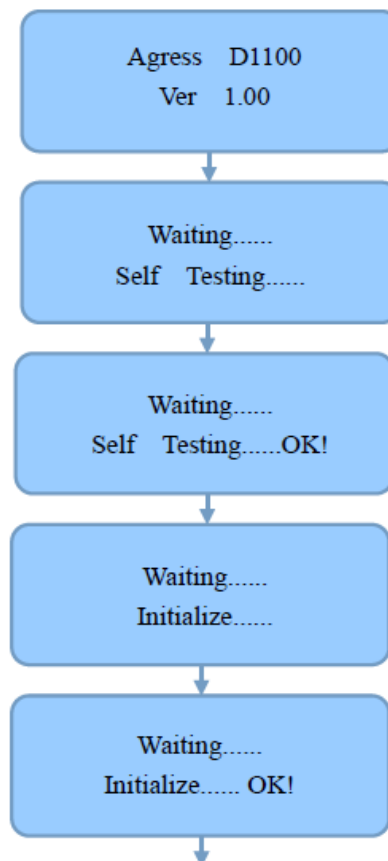 Agress D1100
Ver 1.00
Waiting......
Self Testing......
Waiting......
Self Testing......OK!
Waiting......
Initialize......
Waiting......
Initialize...... OK!